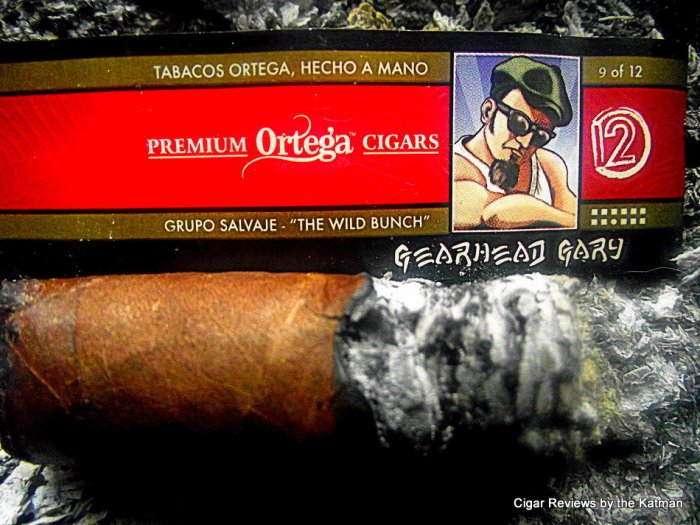 TABACOS ORTEGA, HECHO A MANO
9 of 12
PREMIUM Ortega™ CIGARS
12
GRUPO SALVAJE - "THE WILD BUNCH"
GEARHEAD GARY
Cigar Reviews by the Katman